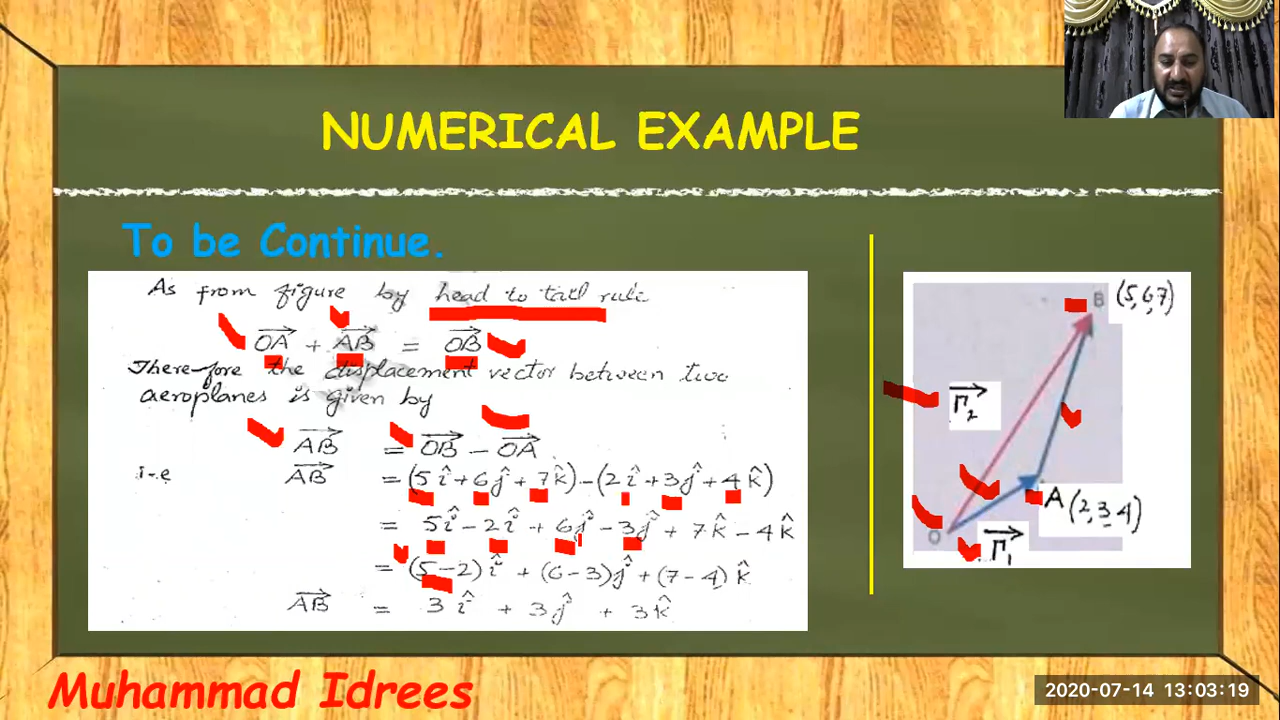 NUMERICAL EXAMPLE
To be Continue.
As from figure by head to tail rule
→OA + →AB = →OB
Therefore the displacement vector between two
aeroplanes is given by
→AB = →OB - →OA
i-e →AB = (5î+6ĵ+7k̂)-(2î+3ĵ+4k̂)
= 5î-2î+6ĵ-3ĵ+7k̂-4k̂
= (5-2)î+(6-3)ĵ+(7-4)k̂
→AB = 3î + 3ĵ + 3k̂
B (5,6,7)
→r₂
A (2,3,4)
O →r₁
Muhammad Idrees
2020-07-14 13:03:19